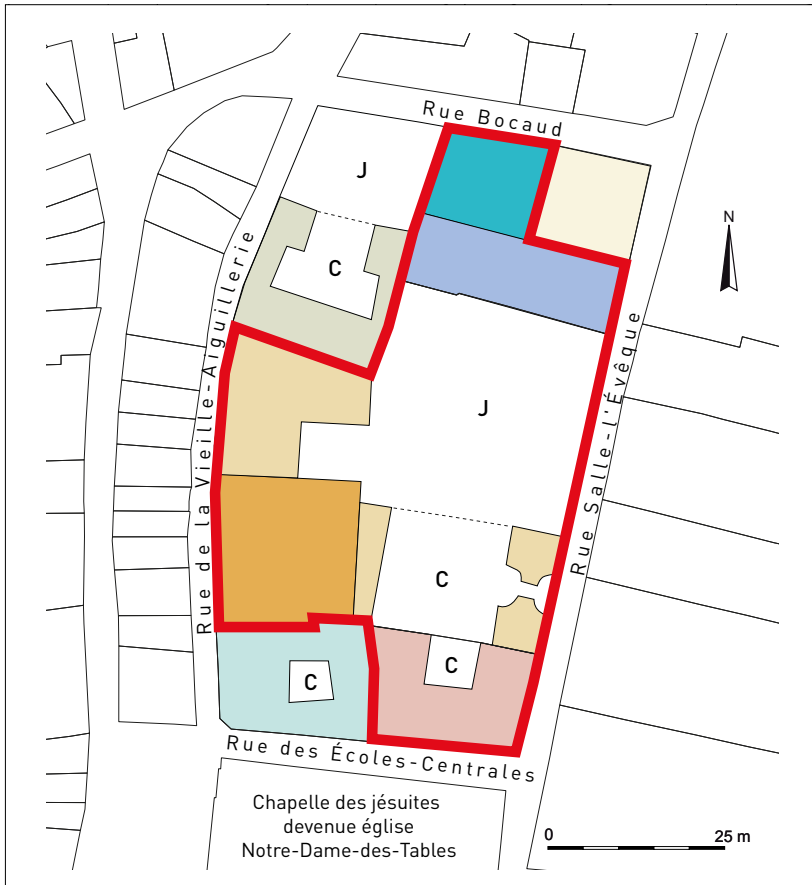 Rue Bocaud
J
N
C
Rue de la Vieille-Aiguillerie
J
Rue Salle-l'Évêque
C
C
C
Rue des Écoles-Centrales
Chapelle des jésuites
devenue église
Notre-Dame-des-Tables
0 25 m